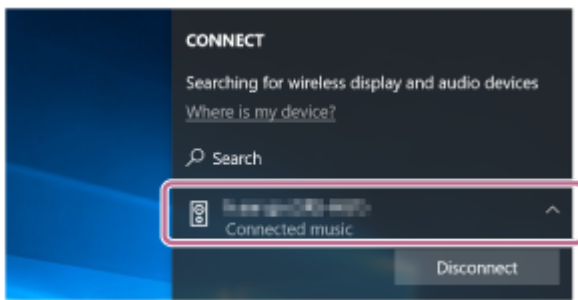 CONNECT
Searching for wireless display and audio devices
Where is my device?
Search
Connected music
Disconnect